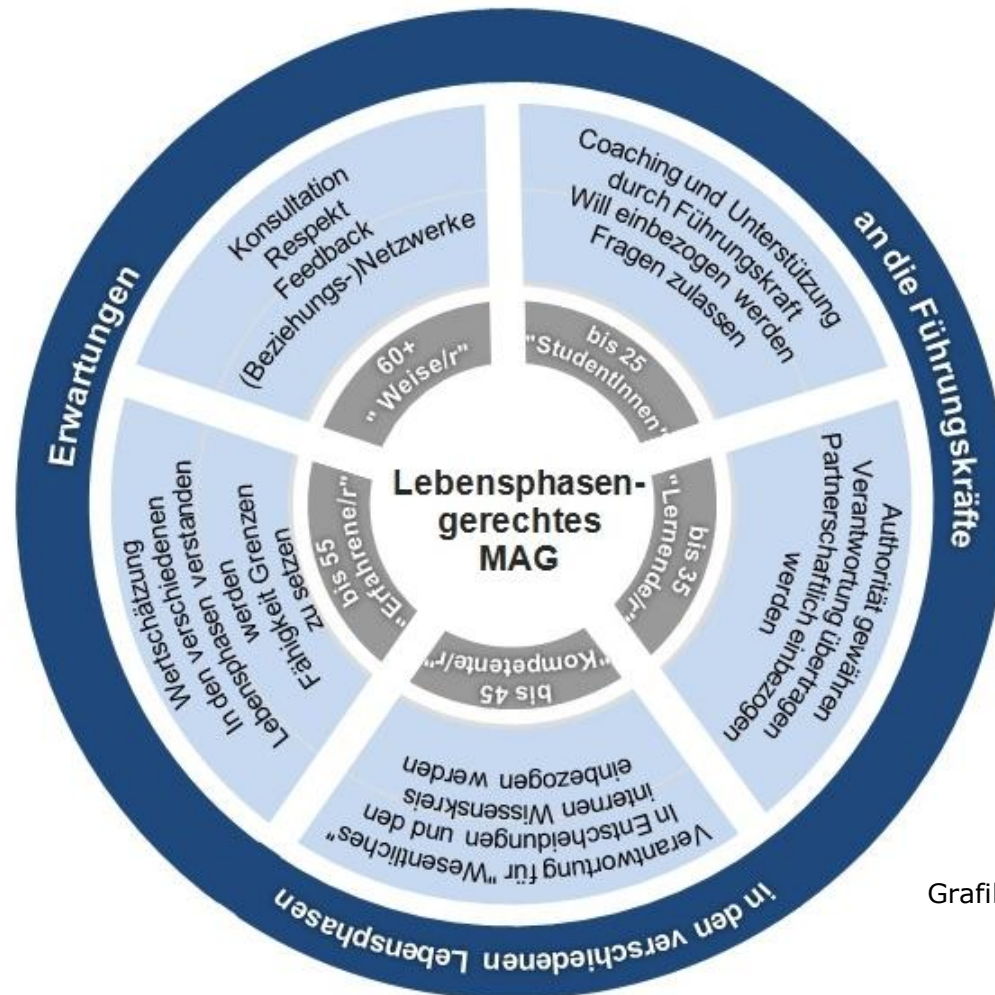 Erwartungen
an die Führungskräfte
in den verschiedenen Lebensphasen
Lebensphasen-
gerechtes
MAG
bis 25
"StudentInnen"
Coaching und Unterstützung
durch Führungskraft
Will einbezogen werden
Fragen zulassen
bis 35
"Lernende/r"
Authorität gewähren
Verantwortung übertragen
Partnerschaftlich einbezogen
werden
bis 45
"Kompetente/r"
Verantwortung für "Wesentliches"
In Entscheidungen und den
internen Wissenskreis
einbezogen werden
bis 55
"Erfahrene/r"
Wertschätzung
In den verschiedenen
Lebensphasen verstanden
werden
Fähigkeit Grenzen
zu setzen
60+
" Weise/r"
Konsultation
Respekt
Feedback
(Beziehungs-)Netzwerke